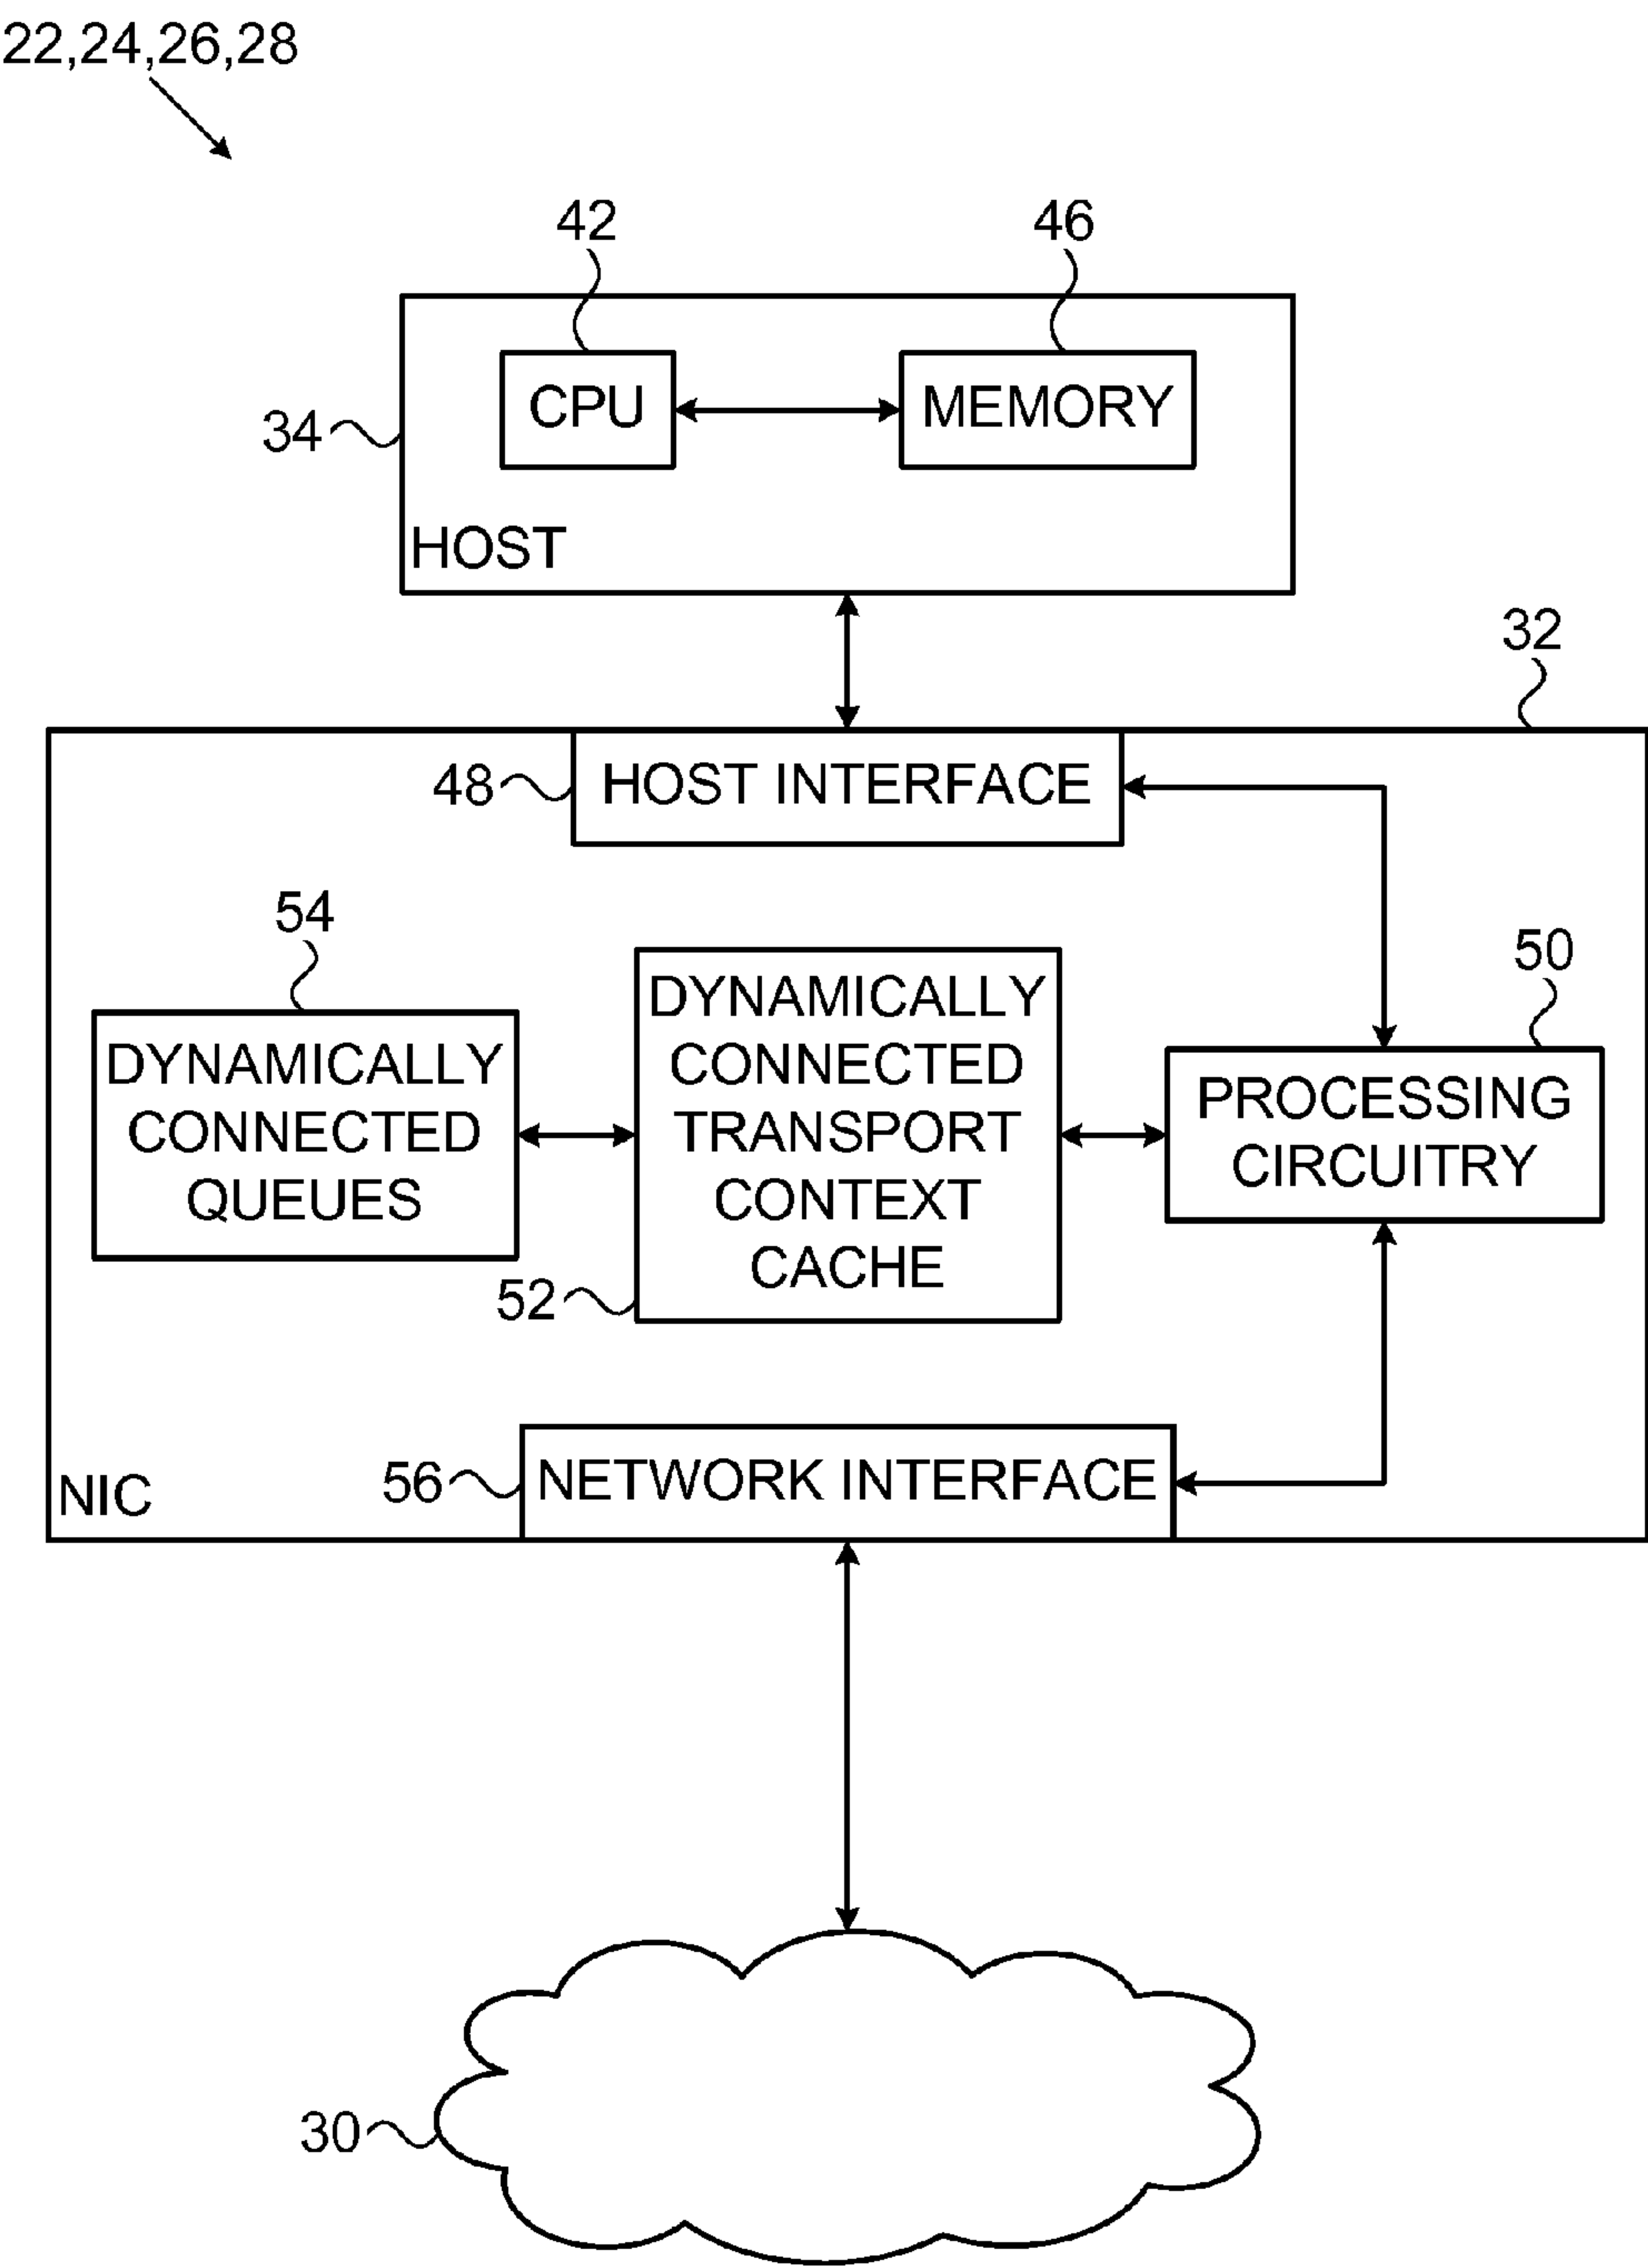 22,24,26,28
42
46
CPU
MEMORY
34
HOST
32
48
HOST INTERFACE
54
50
DYNAMICALLY
CONNECTED
QUEUES
DYNAMICALLY
CONNECTED
TRANSPORT
CONTEXT
CACHE
PROCESSING
CIRCUITRY
52
NIC
56
NETWORK INTERFACE
30